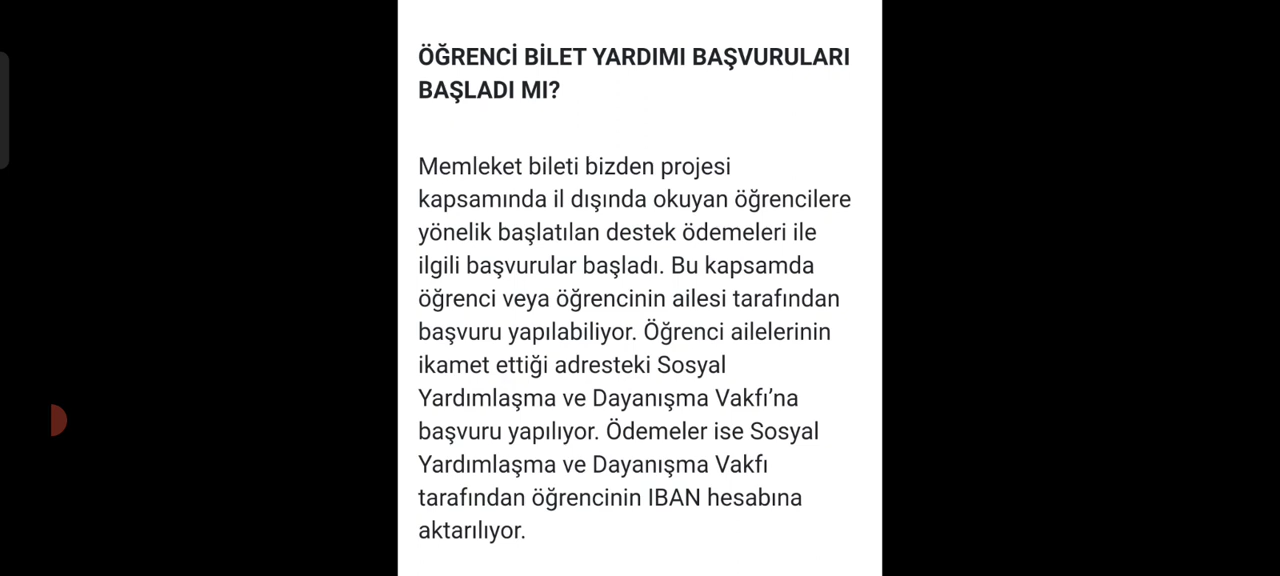 ÖĞRENCİ BİLET YARDIMI BAŞVURULARI
BAŞLADI MI?
Memleket bileti bizden projesi
kapsamında il dışında okuyan öğrencilere
yönelik başlatılan destek ödemeleri ile
ilgili başvurular başladı. Bu kapsamda
öğrenci veya öğrencinin ailesi tarafından
başvuru yapılabiliyor. Öğrenci ailelerinin
ikamet ettiği adresteki Sosyal
Yardımlaşma ve Dayanışma Vakfı’na
başvuru yapılıyor. Ödemeler ise Sosyal
Yardımlaşma ve Dayanışma Vakfı
tarafından öğrencinin IBAN hesabına
aktarılıyor.